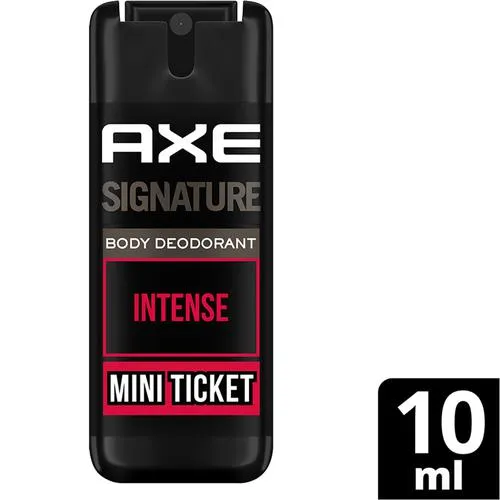 AXE
SIGNATURE
BODY DEODORANT
INTENSE
MINI TICKET
10
ml